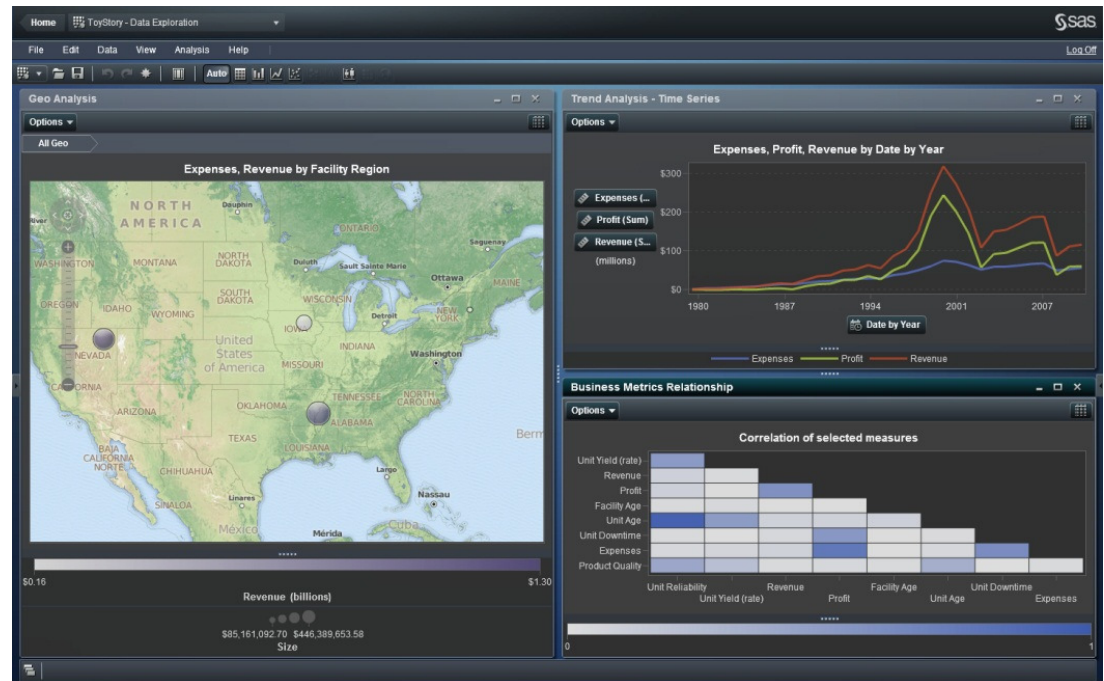 Home ToyStory - Data Exploration
sas
File Edit Data View Analysis Help
Log Off
Auto
Geo Analysis
Options
All Geo
Expenses, Revenue by Facility Region
NORTH
AMERICA
Dauphin
River
ONTARIO
Saguenay
WASHINGTON
MONTANA
NORTH
DAKOTA
Duluth
Sault Sainte Marie
Ottawa
MAINE
OREGON
IDAHO
SOUTH
DAKOTA
WISCONSIN
WYOMING
Detroit
NEW
YORK
IOWA
NEVADA
United
States
of America
INDIANA
Washington
MISSOURI
CALIFORNIA
TENNESSEE
NORTH
CAROLINA
ARIZONA
OKLAHOMA
ALABAMA
TEXAS
LOUISIANA
Berm
BAJA
CALIFORNIA
NORTE
CHIHUAHUA
Largo
SINALOA
Linares
Nassau
México
Mérida
Cuba
$0.16
$1.30
Revenue (billions)
$85,161,092.70 $446,389,653.58
Size
Trend Analysis - Time Series
Options
Expenses, Profit, Revenue by Date by Year
Expenses (...
Profit (Sum)
Revenue (S...
(millions)
$300
$200
$100
$0
1980 1987 1994 2001 2007
Date by Year
Expenses Profit Revenue
Business Metrics Relationship
Options
Correlation of selected measures
Unit Yield (rate)
Revenue
Profit
Facility Age
Unit Age
Unit Downtime
Expenses
Product Quality
Unit Reliability Revenue Facility Age Unit Downtime
Unit Yield (rate) Profit Unit Age Expenses
0 1